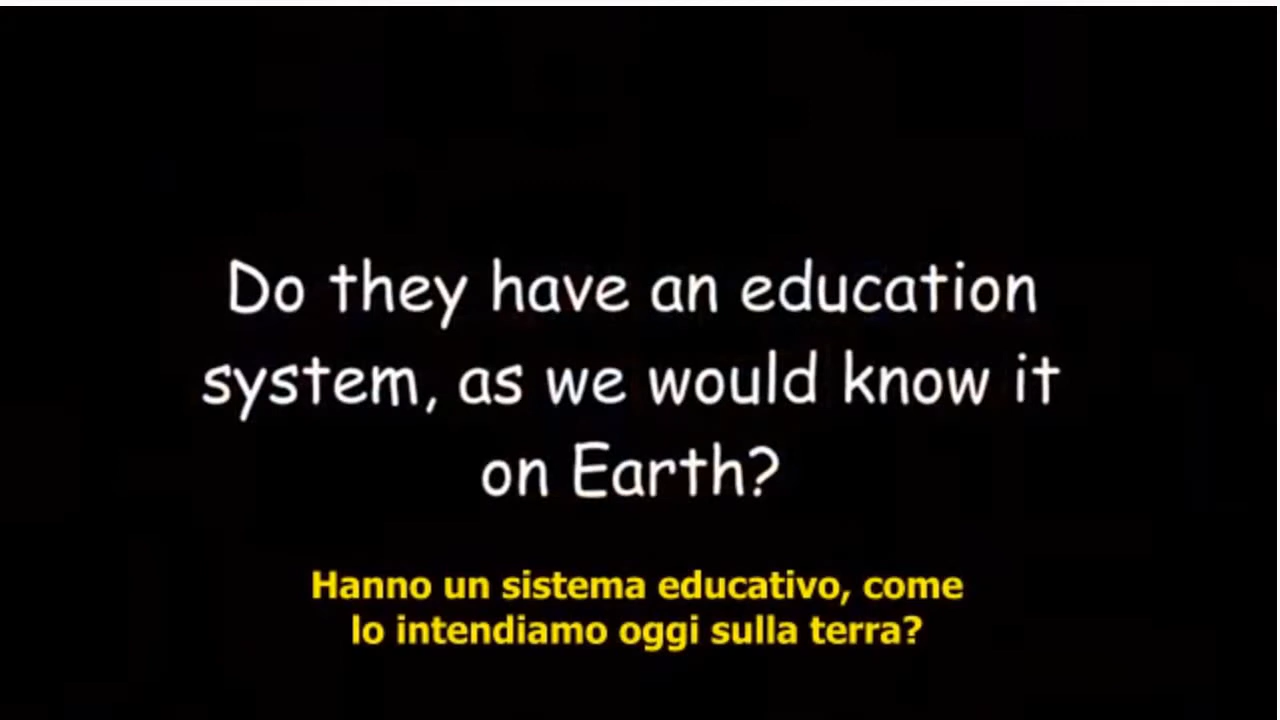 Do they have an education
system, as we would know it
on Earth?
Hanno un sistema educativo, come
lo intendiamo oggi sulla terra?